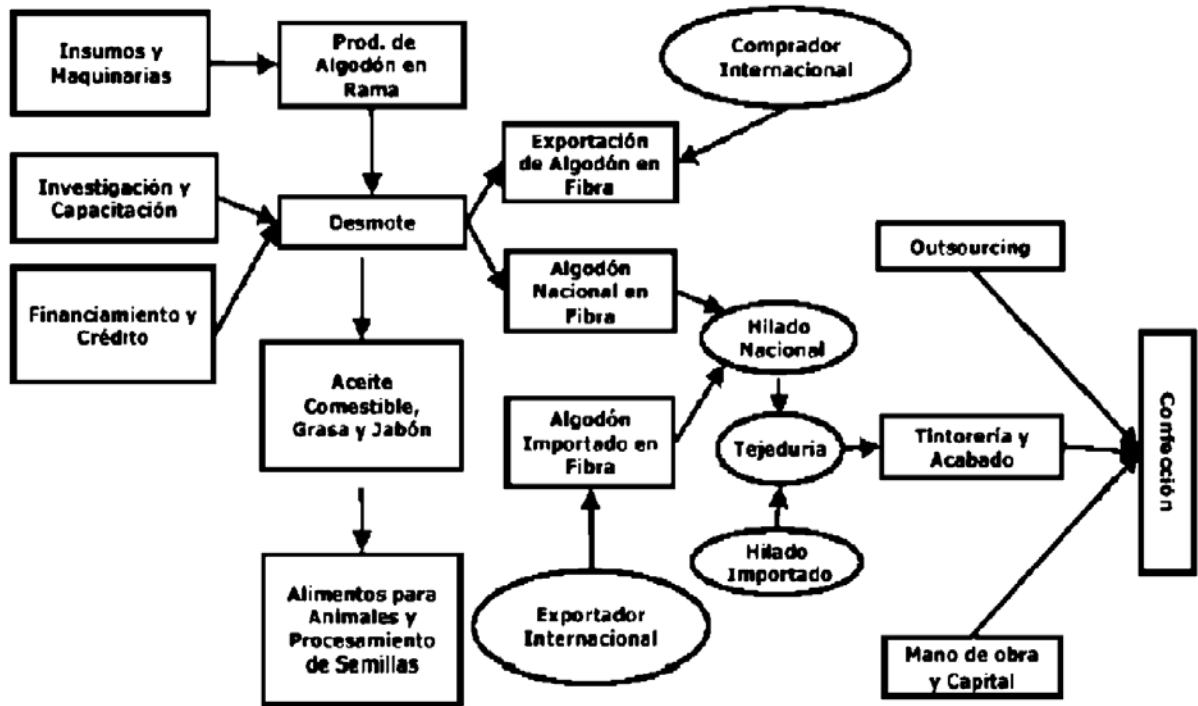 Insumos y
Maquinarias
Prod. de
Algodón en
Rama
Comprador
Internacional
Investigación y
Capacitación
Desmote
Exportación
de Algodón en
Fibra
Financiamiento y
Crédito
Algodón
Nacional en
Fibra
Outsourcing
Hilado
Nacional
Aceite
Comestible,
Grasa y Jabón
Algodón
Importado en
Fibra
Tejeduria
Tintorería y
Acabado
Confección
Hilado
Importado
Alimentos para
Animales y
Procesamiento
de Semillas
Exportador
Internacional
Mano de obra
y Capital